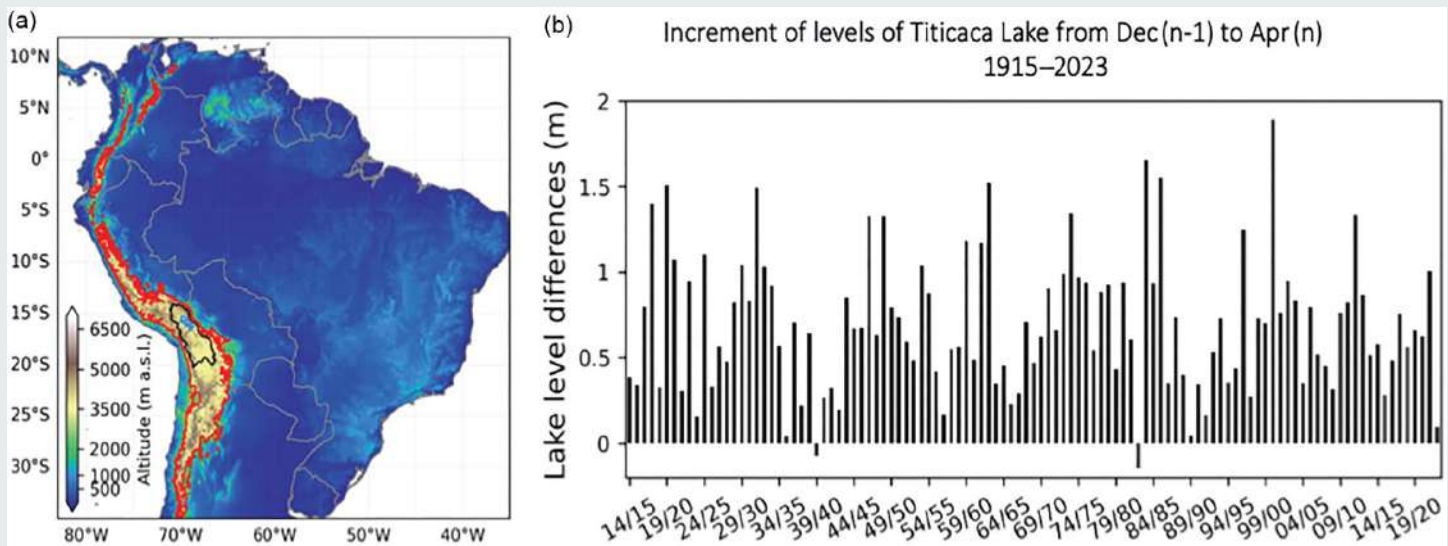 (a)
10°N
5°N
0°
5°S
10°S
15°S
20°S
25°S
30°S
80°W 70°W 60°W 50°W 40°W
6500
5000
3500
2000
1000
500
Altitude (m a.s.l.)
(b)
Increment of levels of Titicaca Lake from Dec(n-1) to Apr(n)
1915–2023
Lake level differences (m)
2
1.5
1
0.5
0
14/15 19/20 24/25 29/30 34/35 39/40 44/45 49/50 54/55 59/60 64/65 69/70 74/75 79/80 84/85 89/90 94/95 99/00 04/05 09/10 14/15 19/20